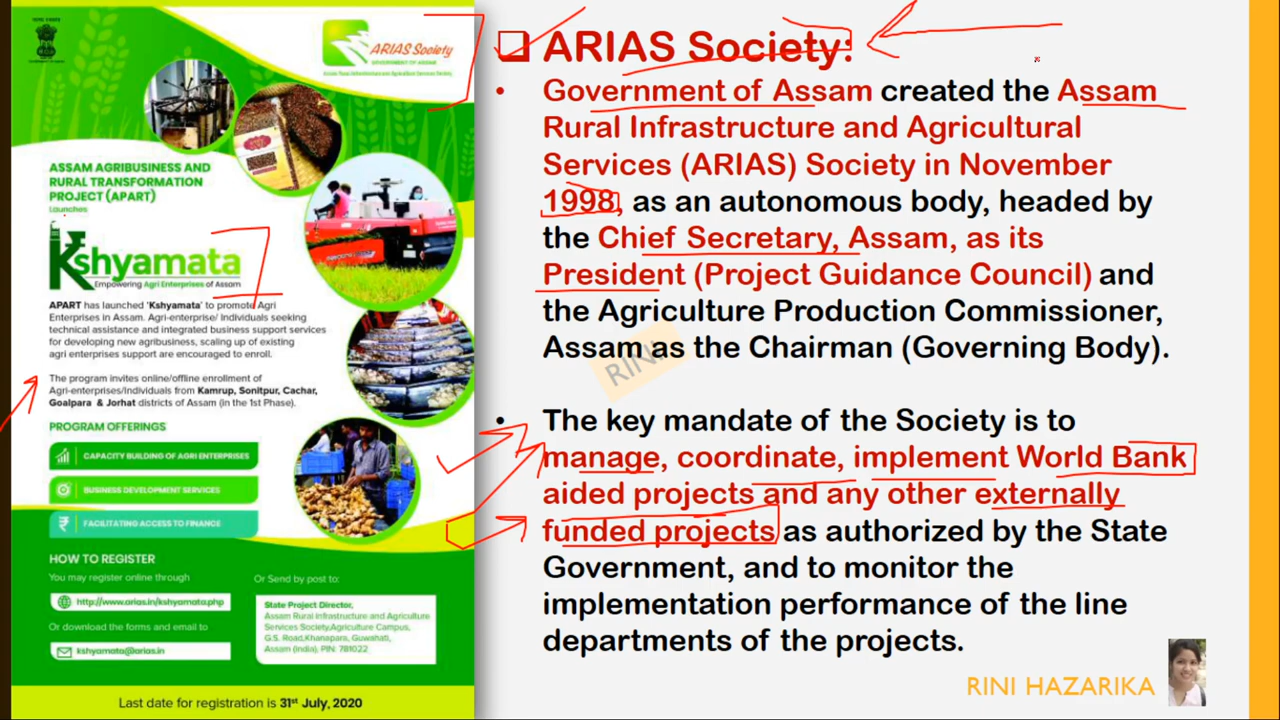 ARIAS Society
GOVERNMENT OF ASSAM
Assam Rural Infrastructure and Agricultural Services Society
ASSAM AGRIBUSINESS AND
RURAL TRANSFORMATION
PROJECT (APART)
Launches
Kshyamata
Empowering Agri Enterprises of Assam
APART has launched 'Kshyamata' to promote Agri
Enterprises in Assam. Agri-enterprise/ Individuals seeking
technical assistance and integrated business support services
for developing new agribusiness, scaling up of existing
agri enterprises support are encouraged to enroll.
The program invites online/offline enrollment of
Agri-enterprises/Individuals from Kamrup, Sonitpur, Cachar,
Goalpara & Jorhat districts of Assam (in the 1st Phase).
PROGRAM OFFERINGS
CAPACITY BUILDING OF AGRI ENTERPRISES
BUSINESS DEVELOPMENT SERVICES
₹ FACILITATING ACCESS TO FINANCE
HOW TO REGISTER
You may register online through
http://www.arias.in/kshyamata.php
Or download the forms and email to
kshyamata@arias.in
Or Send by post to:
State Project Director,
Assam Rural Infrastructure and Agriculture
Services Society,Agriculture Campus,
G.S. Road,Khanapara, Guwahati,
Assam (India), PIN: 781022
Last date for registration is 31st July, 2020
ARIAS Society:
• Government of Assam created the Assam
Rural Infrastructure and Agricultural
Services (ARIAS) Society in November
1998, as an autonomous body, headed by
the Chief Secretary, Assam, as its
President (Project Guidance Council) and
the Agriculture Production Commissioner,
Assam as the Chairman (Governing Body).
• The key mandate of the Society is to
manage, coordinate, implement World Bank
aided projects and any other externally
funded projects as authorized by the State
Government, and to monitor the
implementation performance of the line
departments of the projects.
RINI
RINI HAZARIKA